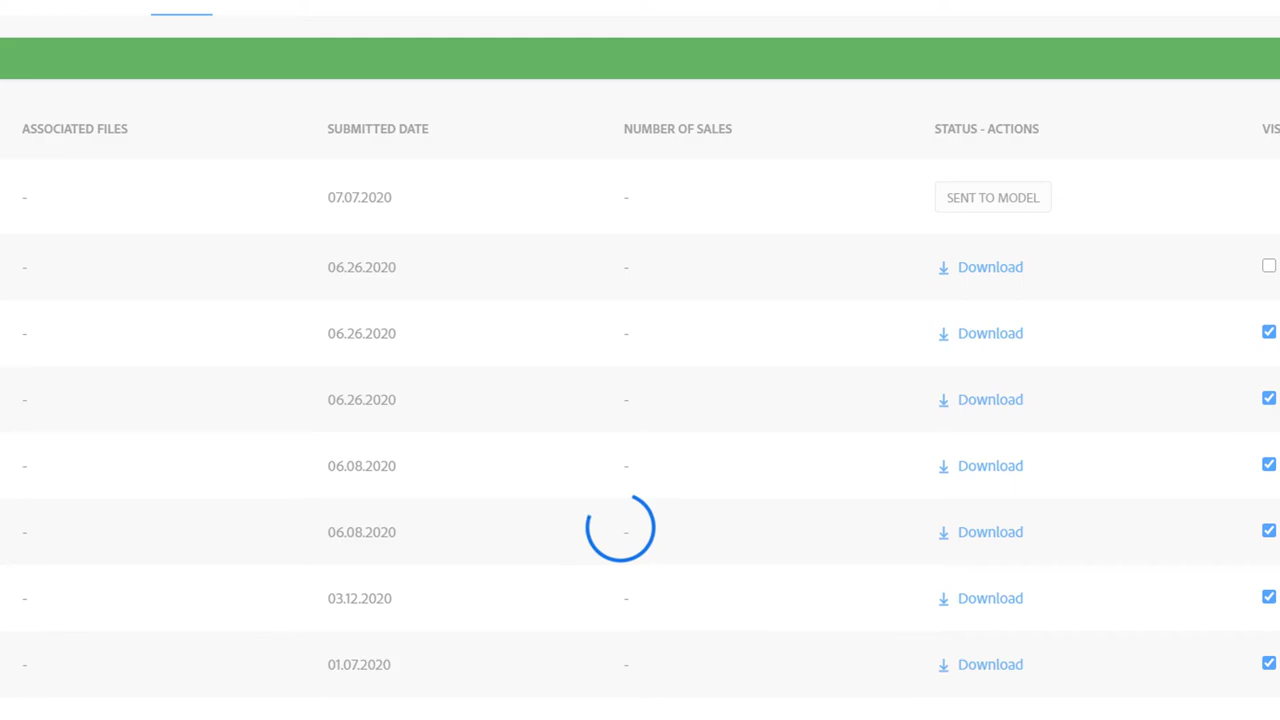 ASSOCIATED FILES SUBMITTED DATE NUMBER OF SALES STATUS - ACTIONS VIS
- 07.07.2020 - SENT TO MODEL
- 06.26.2020 - Download
- 06.26.2020 - Download
- 06.26.2020 - Download
- 06.08.2020 - Download
- 06.08.2020 - Download
- 03.12.2020 - Download
- 01.07.2020 - Download